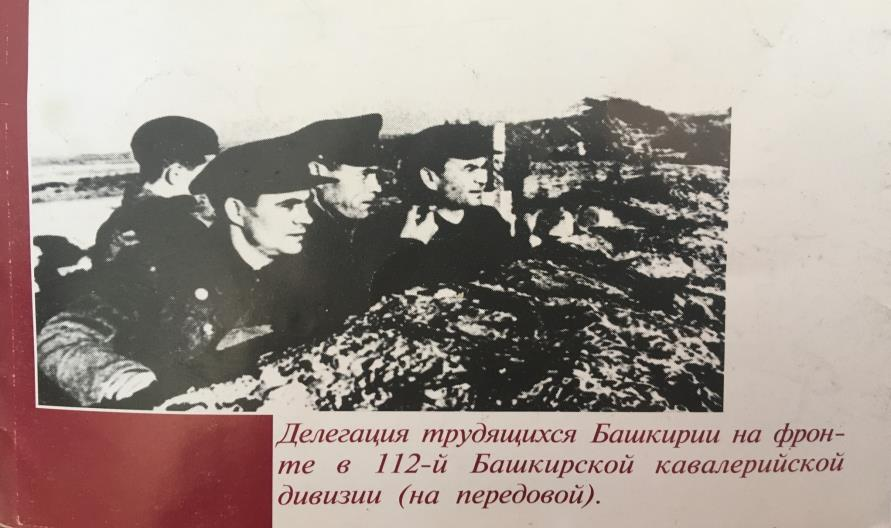 Делегация трудящихся Башкирии на фрон-
те в 112-й Башкирской кавалерийской
дивизии (на передовой).